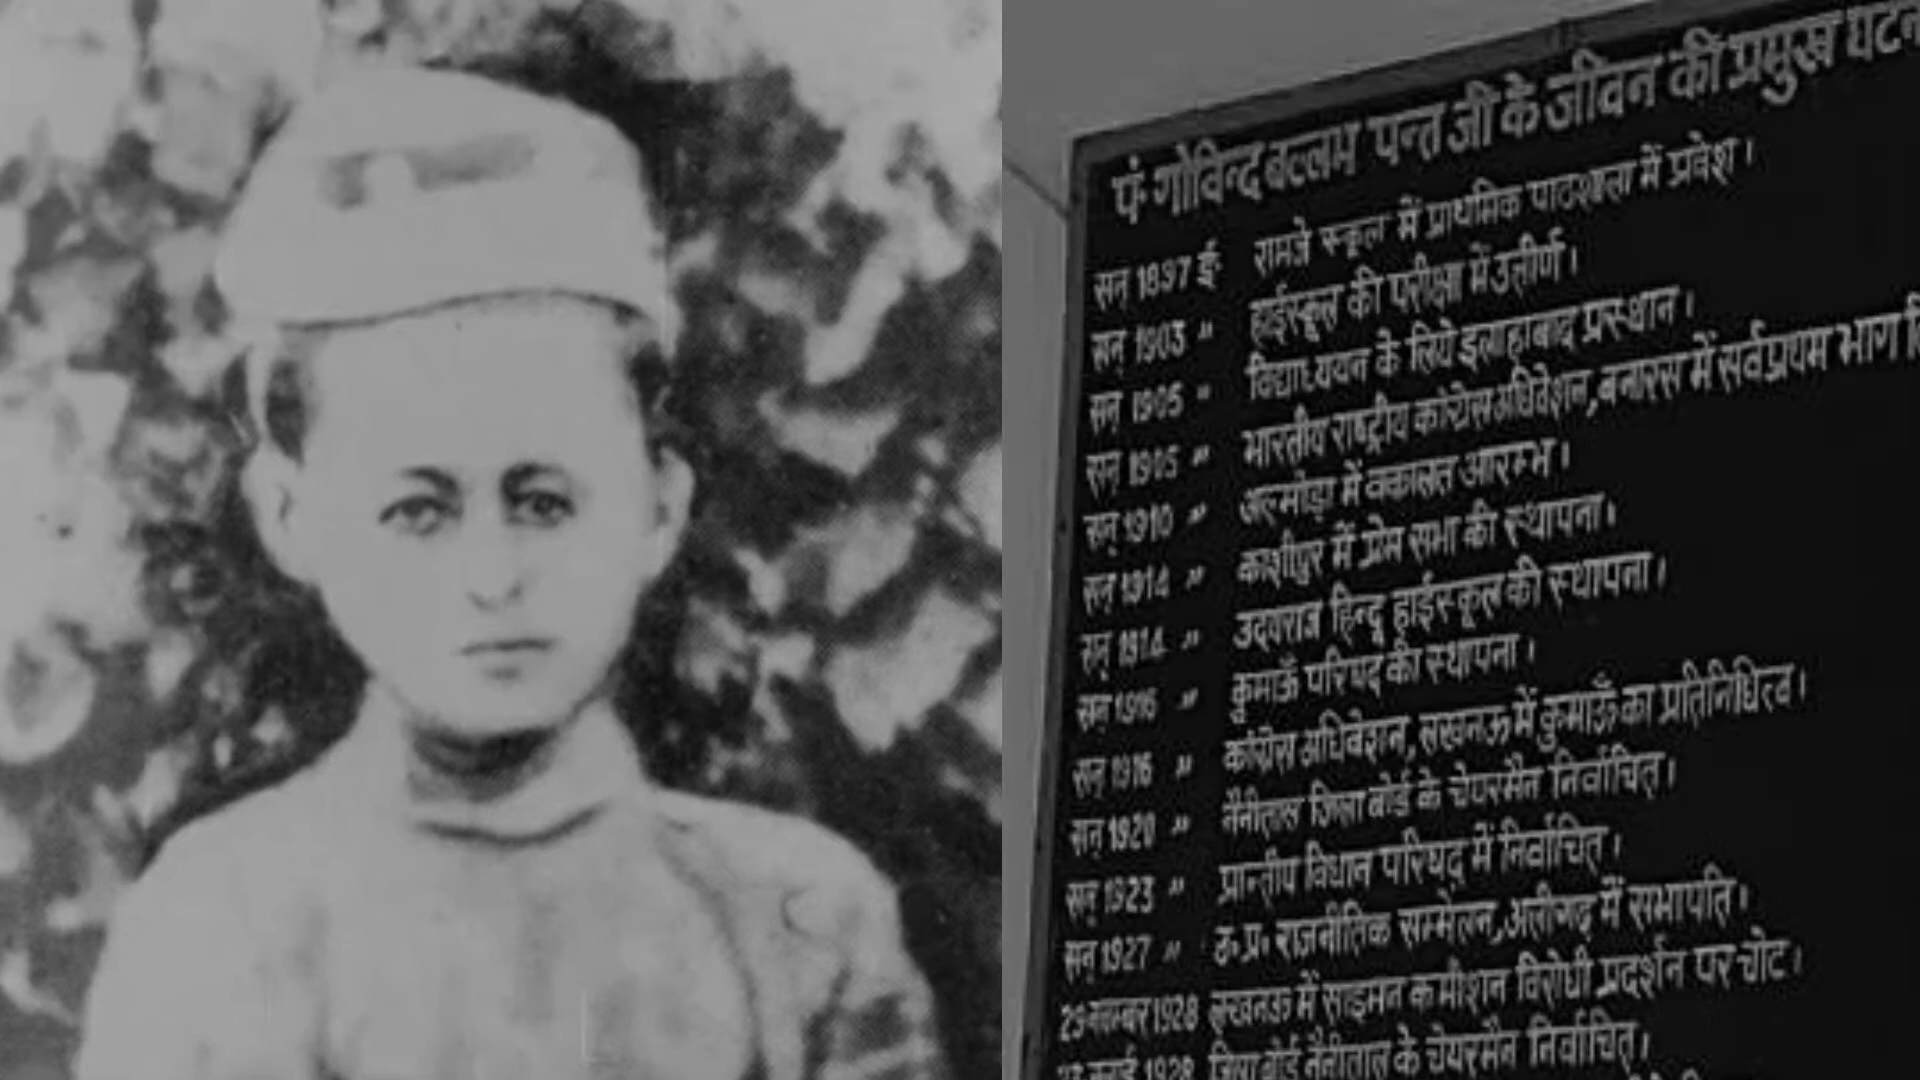 पं॰ गोविन्द बल्लभ पन्त जी के जीवन की प्रमुख घटन
सन् 1897 ई॰ रामजे स्कूल में प्राथमिक पाठशाला में प्रवेश।
सन् 1903 " हाईस्कूल की परीक्षा में उत्तीर्ण।
सन् 1905 " विद्याध्ययन के लिये इलाहाबाद प्रस्थान।
सन् 1905 " भारतीय राष्ट्रीय कांग्रेस अधिवेशन, बनारस में सर्वप्रथम भाग
सन् 1910 " अल्मोड़ा में वकालत आरम्भ।
सन् 1914 " काशीपुर में प्रेम सभा की स्थापना।
सन् 1914 " उदयराज हिन्दू हाईस्कूल की स्थापना।
सन् 1916 " कुमाऊँ परिषद् की स्थापना।
सन् 1916 " कांग्रेस अधिवेशन, लखनऊ में कुमाऊँ का प्रतिनिधित्व।
सन् 1920 " नैनीताल जिला बोर्ड के चेयरमैन निर्वाचित्।
सन् 1923 " प्रान्तीय विधान परिषद् में निर्वाचित्।
सन् 1927 " उ॰ प्र॰ राजनीतिक सम्मेलन, अलीगढ़ में सभापति।
29 नवम्बर 1928 लखनऊ में साइमन कमीशन विरोधी प्रदर्शन पर चोट।
1928 जिला बोर्ड नैनीताल के चेयरमैन निर्वाचित्।